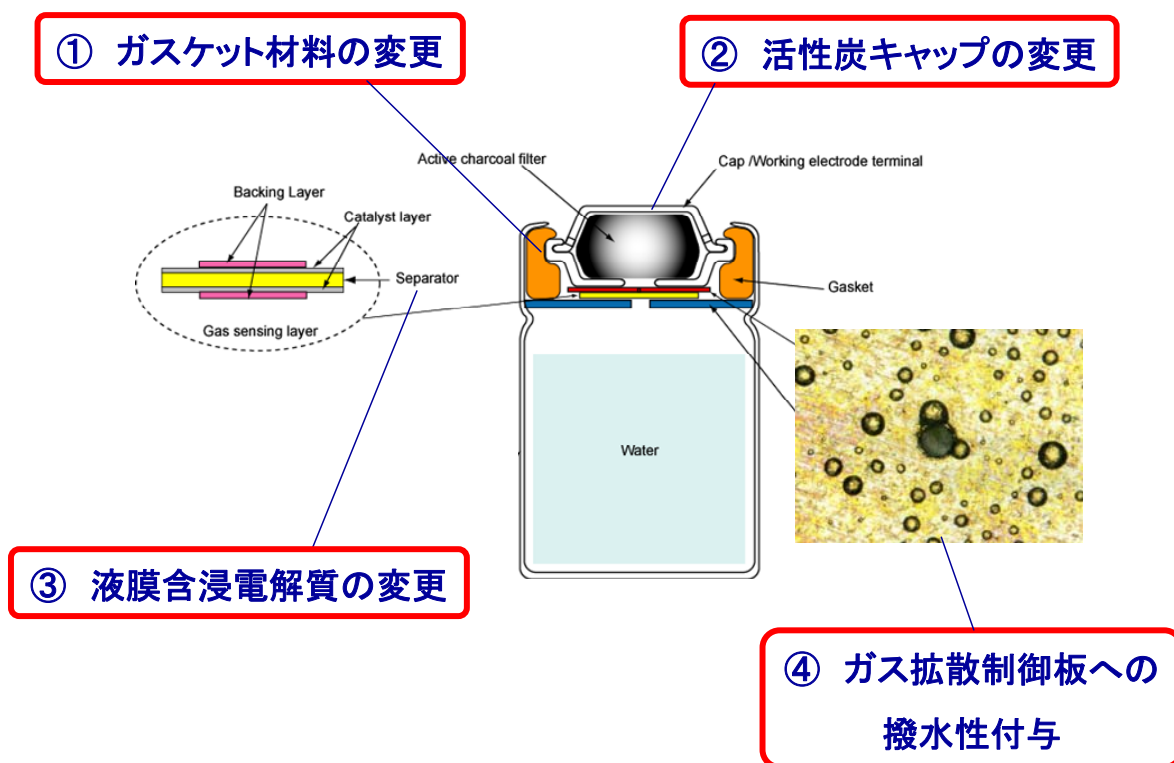 ① ガスケット材料の変更
② 活性炭キャップの変更
Active charcoal filter
Cap /Working electrode terminal
Backing Layer
Catalyst layer
Separator
Gas sensing layer
Gasket
Water
③ 液膜含浸電解質の変更
④ ガス拡散制御板への
撥水性付与